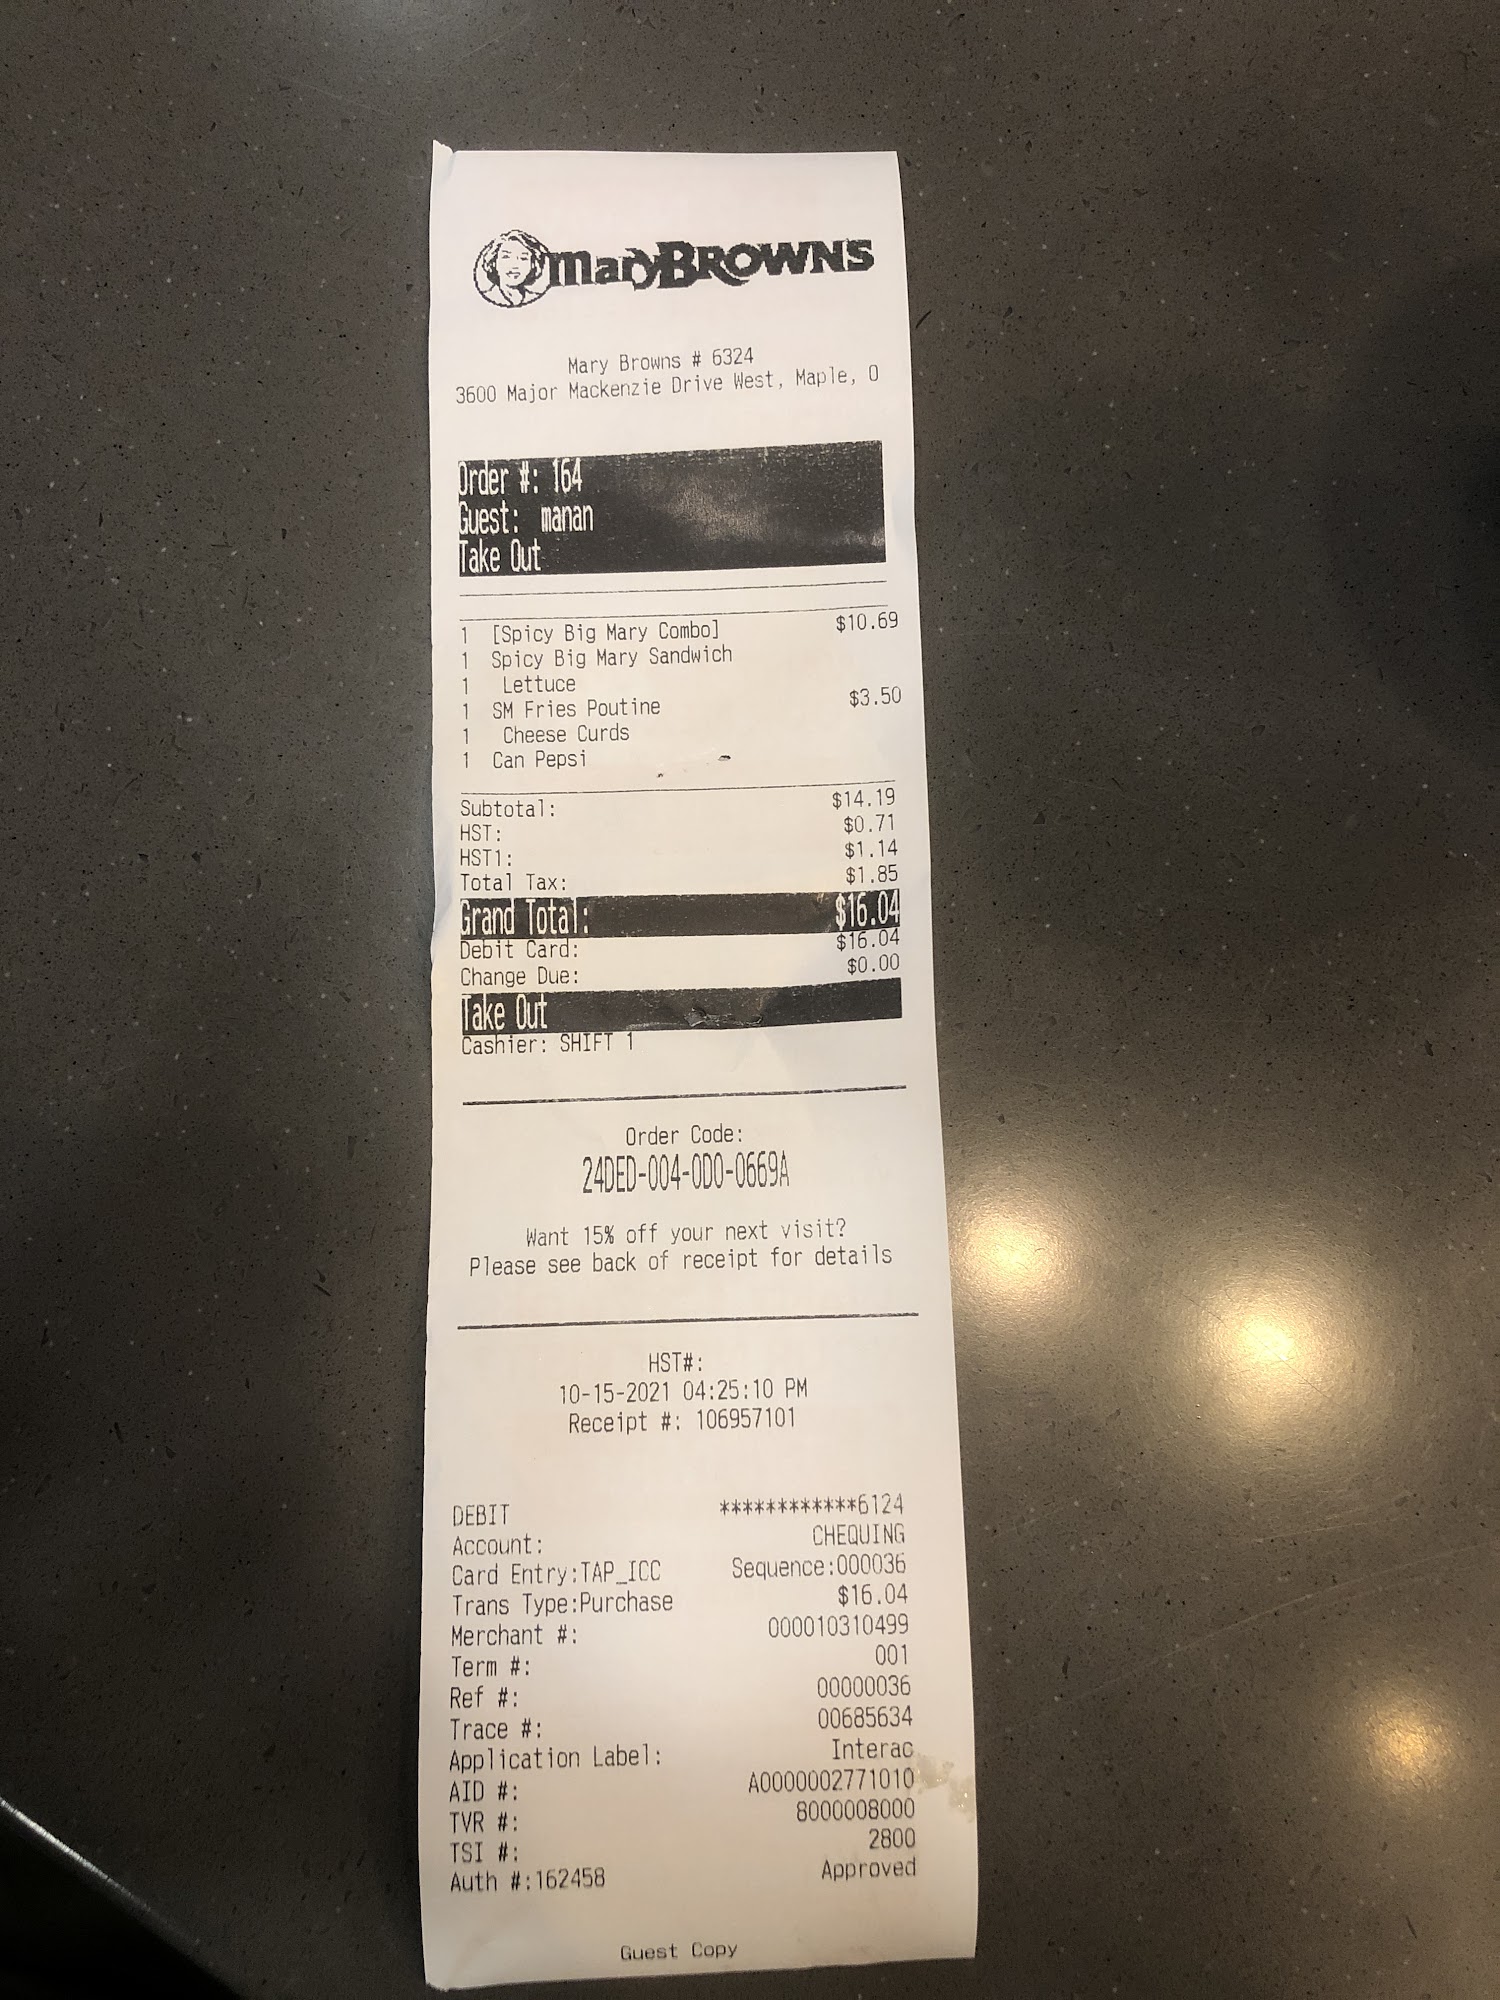 MaryBROWNS
Mary Browns # 6324
3600 Major Mackenzie Drive West, Maple, O
Order #: 164
Guest: manan
Take Out
1 [Spicy Big Mary Combo] $10.69
1 Spicy Big Mary Sandwich
1 Lettuce
1 SM Fries Poutine $3.50
1 Cheese Curds
1 Can Pepsi
Subtotal: $14.19
HST: $0.71
HST1: $1.14
Total Tax: $1.85
Grand Total: $16.04
Debit Card: $16.04
Change Due: $0.00
Take Out
Cashier: SHIFT 1
Order Code:
24DED-004-0D0-0669A
Want 15% off your next visit?
Please see back of receipt for details
HST#:
10-15-2021 04:25:10 PM
Receipt #: 106957101
DEBIT ************6124
Account: CHEQUING
Card Entry:TAP_ICC Sequence:000036
Trans Type:Purchase $16.04
Merchant #: 000010310499
Term #: 001
Ref #: 00000036
Trace #: 00685634
Application Label: Interac
AID #: A0000002771010
TVR #: 8000008000
TSI #: 2800
Auth #:162458 Approved
Guest Copy